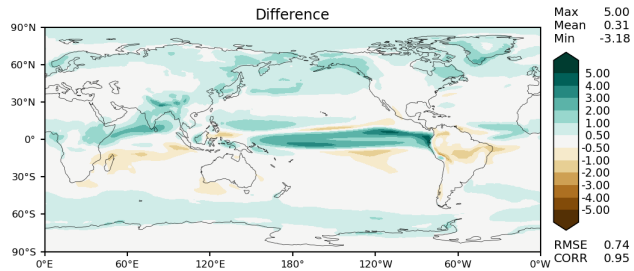 Difference
Max 5.00
Mean 0.31
Min -3.18
90°N
60°N
30°N
0°
30°S
60°S
90°S
0°E 60°E 120°E 180° 120°W 60°W 0°W
5.00
4.00
3.00
2.00
1.00
0.50
-0.50
-1.00
-2.00
-3.00
-4.00
-5.00
RMSE 0.74
CORR 0.95